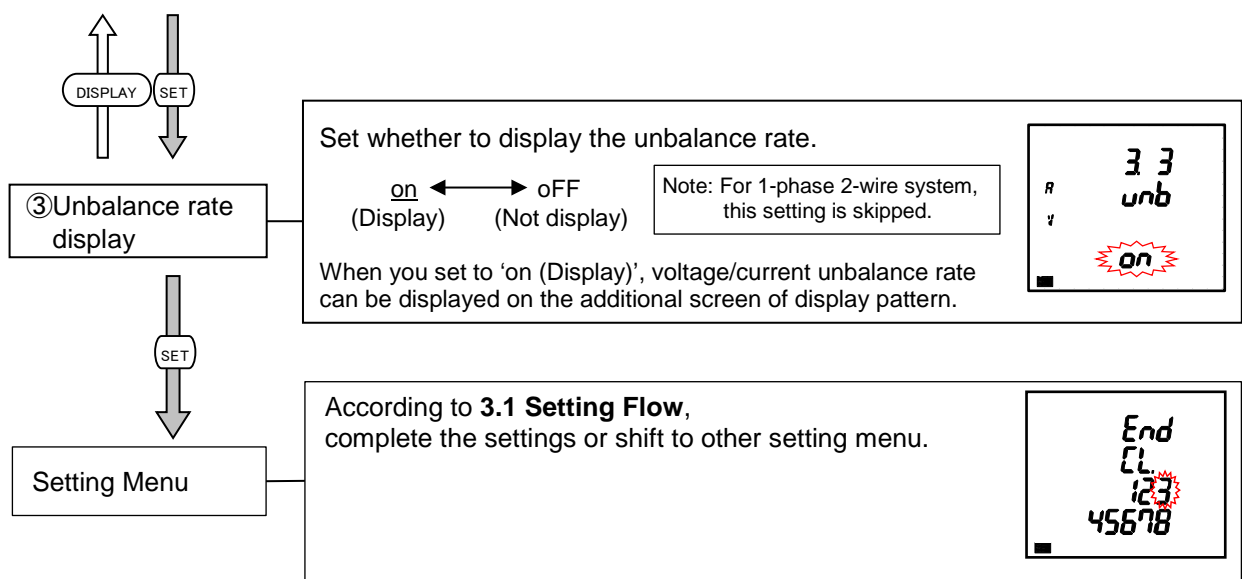 DISPLAY SET
③Unbalance rate
display
Set whether to display the unbalance rate.
on oFF
(Display) (Not display)
Note: For 1-phase 2-wire system,
this setting is skipped.
When you set to ‘on (Display)’, voltage/current unbalance rate
can be displayed on the additional screen of display pattern.
3. 3
A unb
V
on
SET
Setting Menu
According to 3.1 Setting Flow,
complete the settings or shift to other setting menu.
End
CL.
123
45678